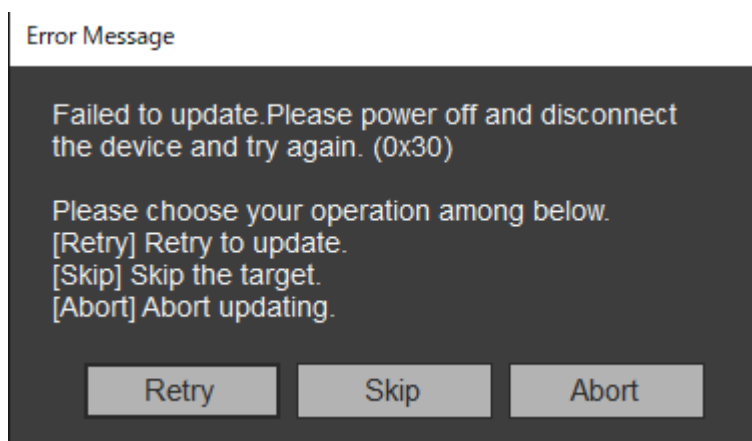 Error Message
Failed to update.Please power off and disconnect
the device and try again. (0x30)
Please choose your operation among below.
[Retry] Retry to update.
[Skip] Skip the target.
[Abort] Abort updating.
Retry Skip Abort